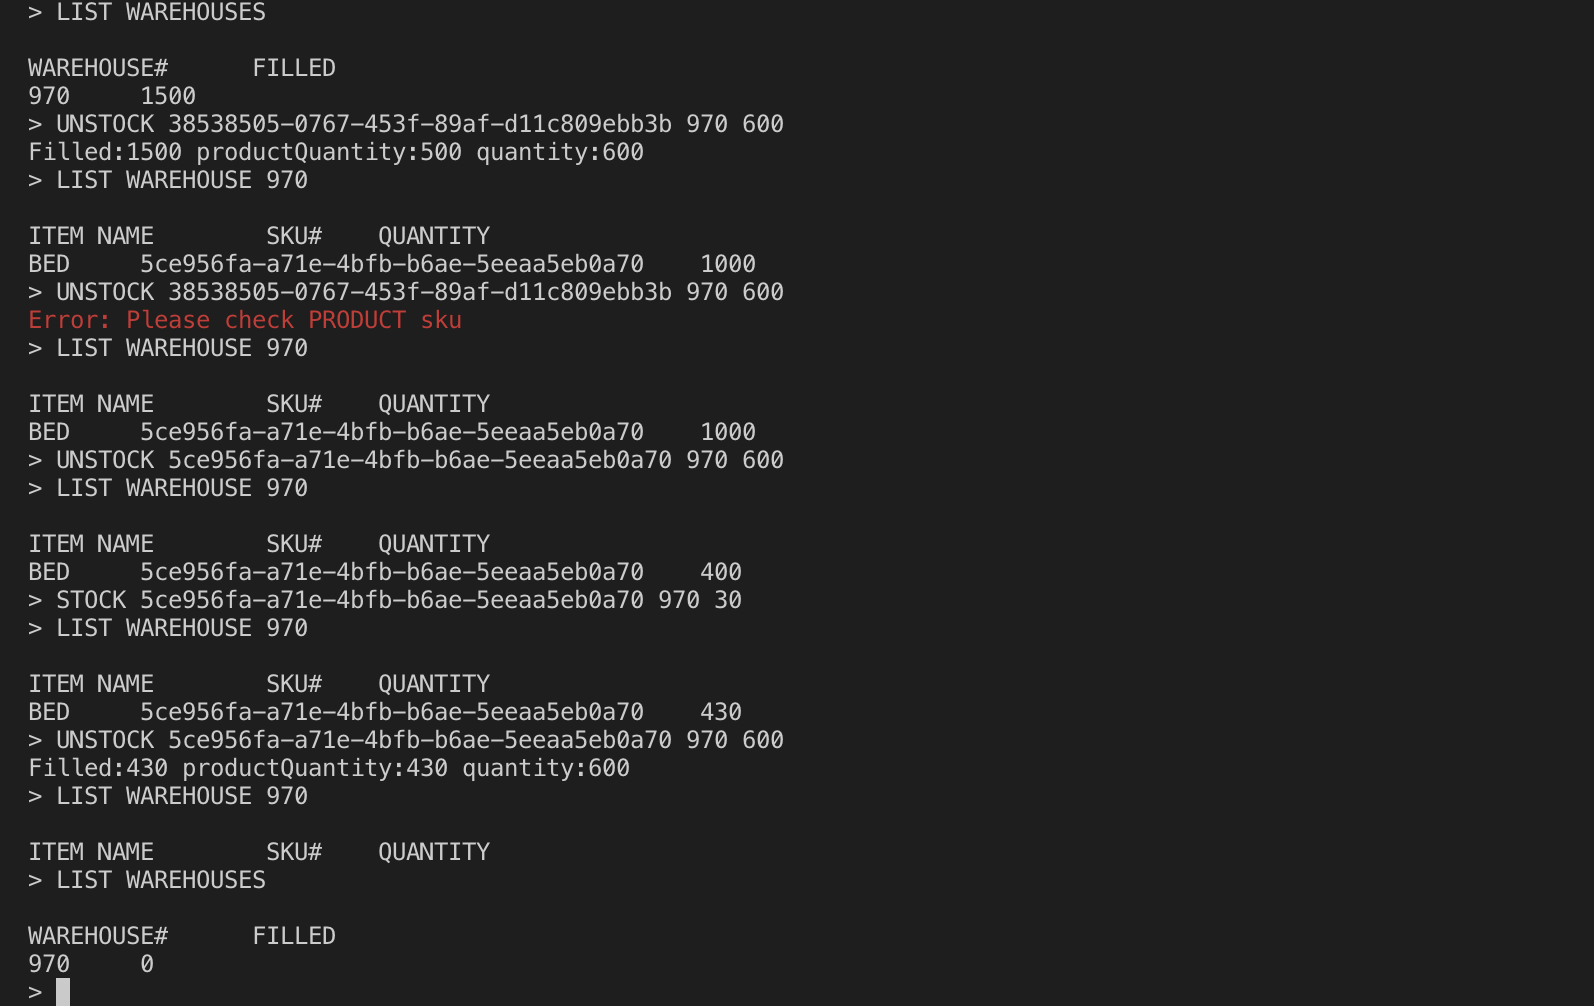 > LIST WAREHOUSES
WAREHOUSE#      FILLED
970     1500
> UNSTOCK 38538505-0767-453f-89af-d11c809ebb3b 970 600
Filled:1500 productQuantity:500 quantity:600
> LIST WAREHOUSE 970
ITEM NAME        SKU#    QUANTITY
BED     5ce956fa-a71e-4bfb-b6ae-5eeaa5eb0a70    1000
> UNSTOCK 38538505-0767-453f-89af-d11c809ebb3b 970 600
Error: Please check PRODUCT sku
> LIST WAREHOUSE 970
ITEM NAME        SKU#    QUANTITY
BED     5ce956fa-a71e-4bfb-b6ae-5eeaa5eb0a70    1000
> UNSTOCK 5ce956fa-a71e-4bfb-b6ae-5eeaa5eb0a70 970 600
> LIST WAREHOUSE 970
ITEM NAME        SKU#    QUANTITY
BED     5ce956fa-a71e-4bfb-b6ae-5eeaa5eb0a70    400
> STOCK 5ce956fa-a71e-4bfb-b6ae-5eeaa5eb0a70 970 30
> LIST WAREHOUSE 970
ITEM NAME        SKU#    QUANTITY
BED     5ce956fa-a71e-4bfb-b6ae-5eeaa5eb0a70    430
> UNSTOCK 5ce956fa-a71e-4bfb-b6ae-5eeaa5eb0a70 970 600
Filled:430 productQuantity:430 quantity:600
> LIST WAREHOUSE 970
ITEM NAME        SKU#    QUANTITY
> LIST WAREHOUSES
WAREHOUSE#      FILLED
970     0
>